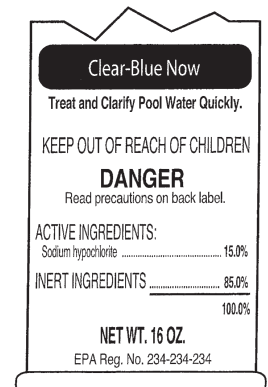 Clear-Blue Now
Treat and Clarify Pool Water Quickly.
KEEP OUT OF REACH OF CHILDREN
DANGER
Read precautions on back label.
ACTIVE INGREDIENTS:
Sodium hypochlorite ........................... 15.0%
INERT INGREDIENTS ........................... 85.0%
100.0%
NET WT. 16 OZ.
EPA Reg. No. 234-234-234